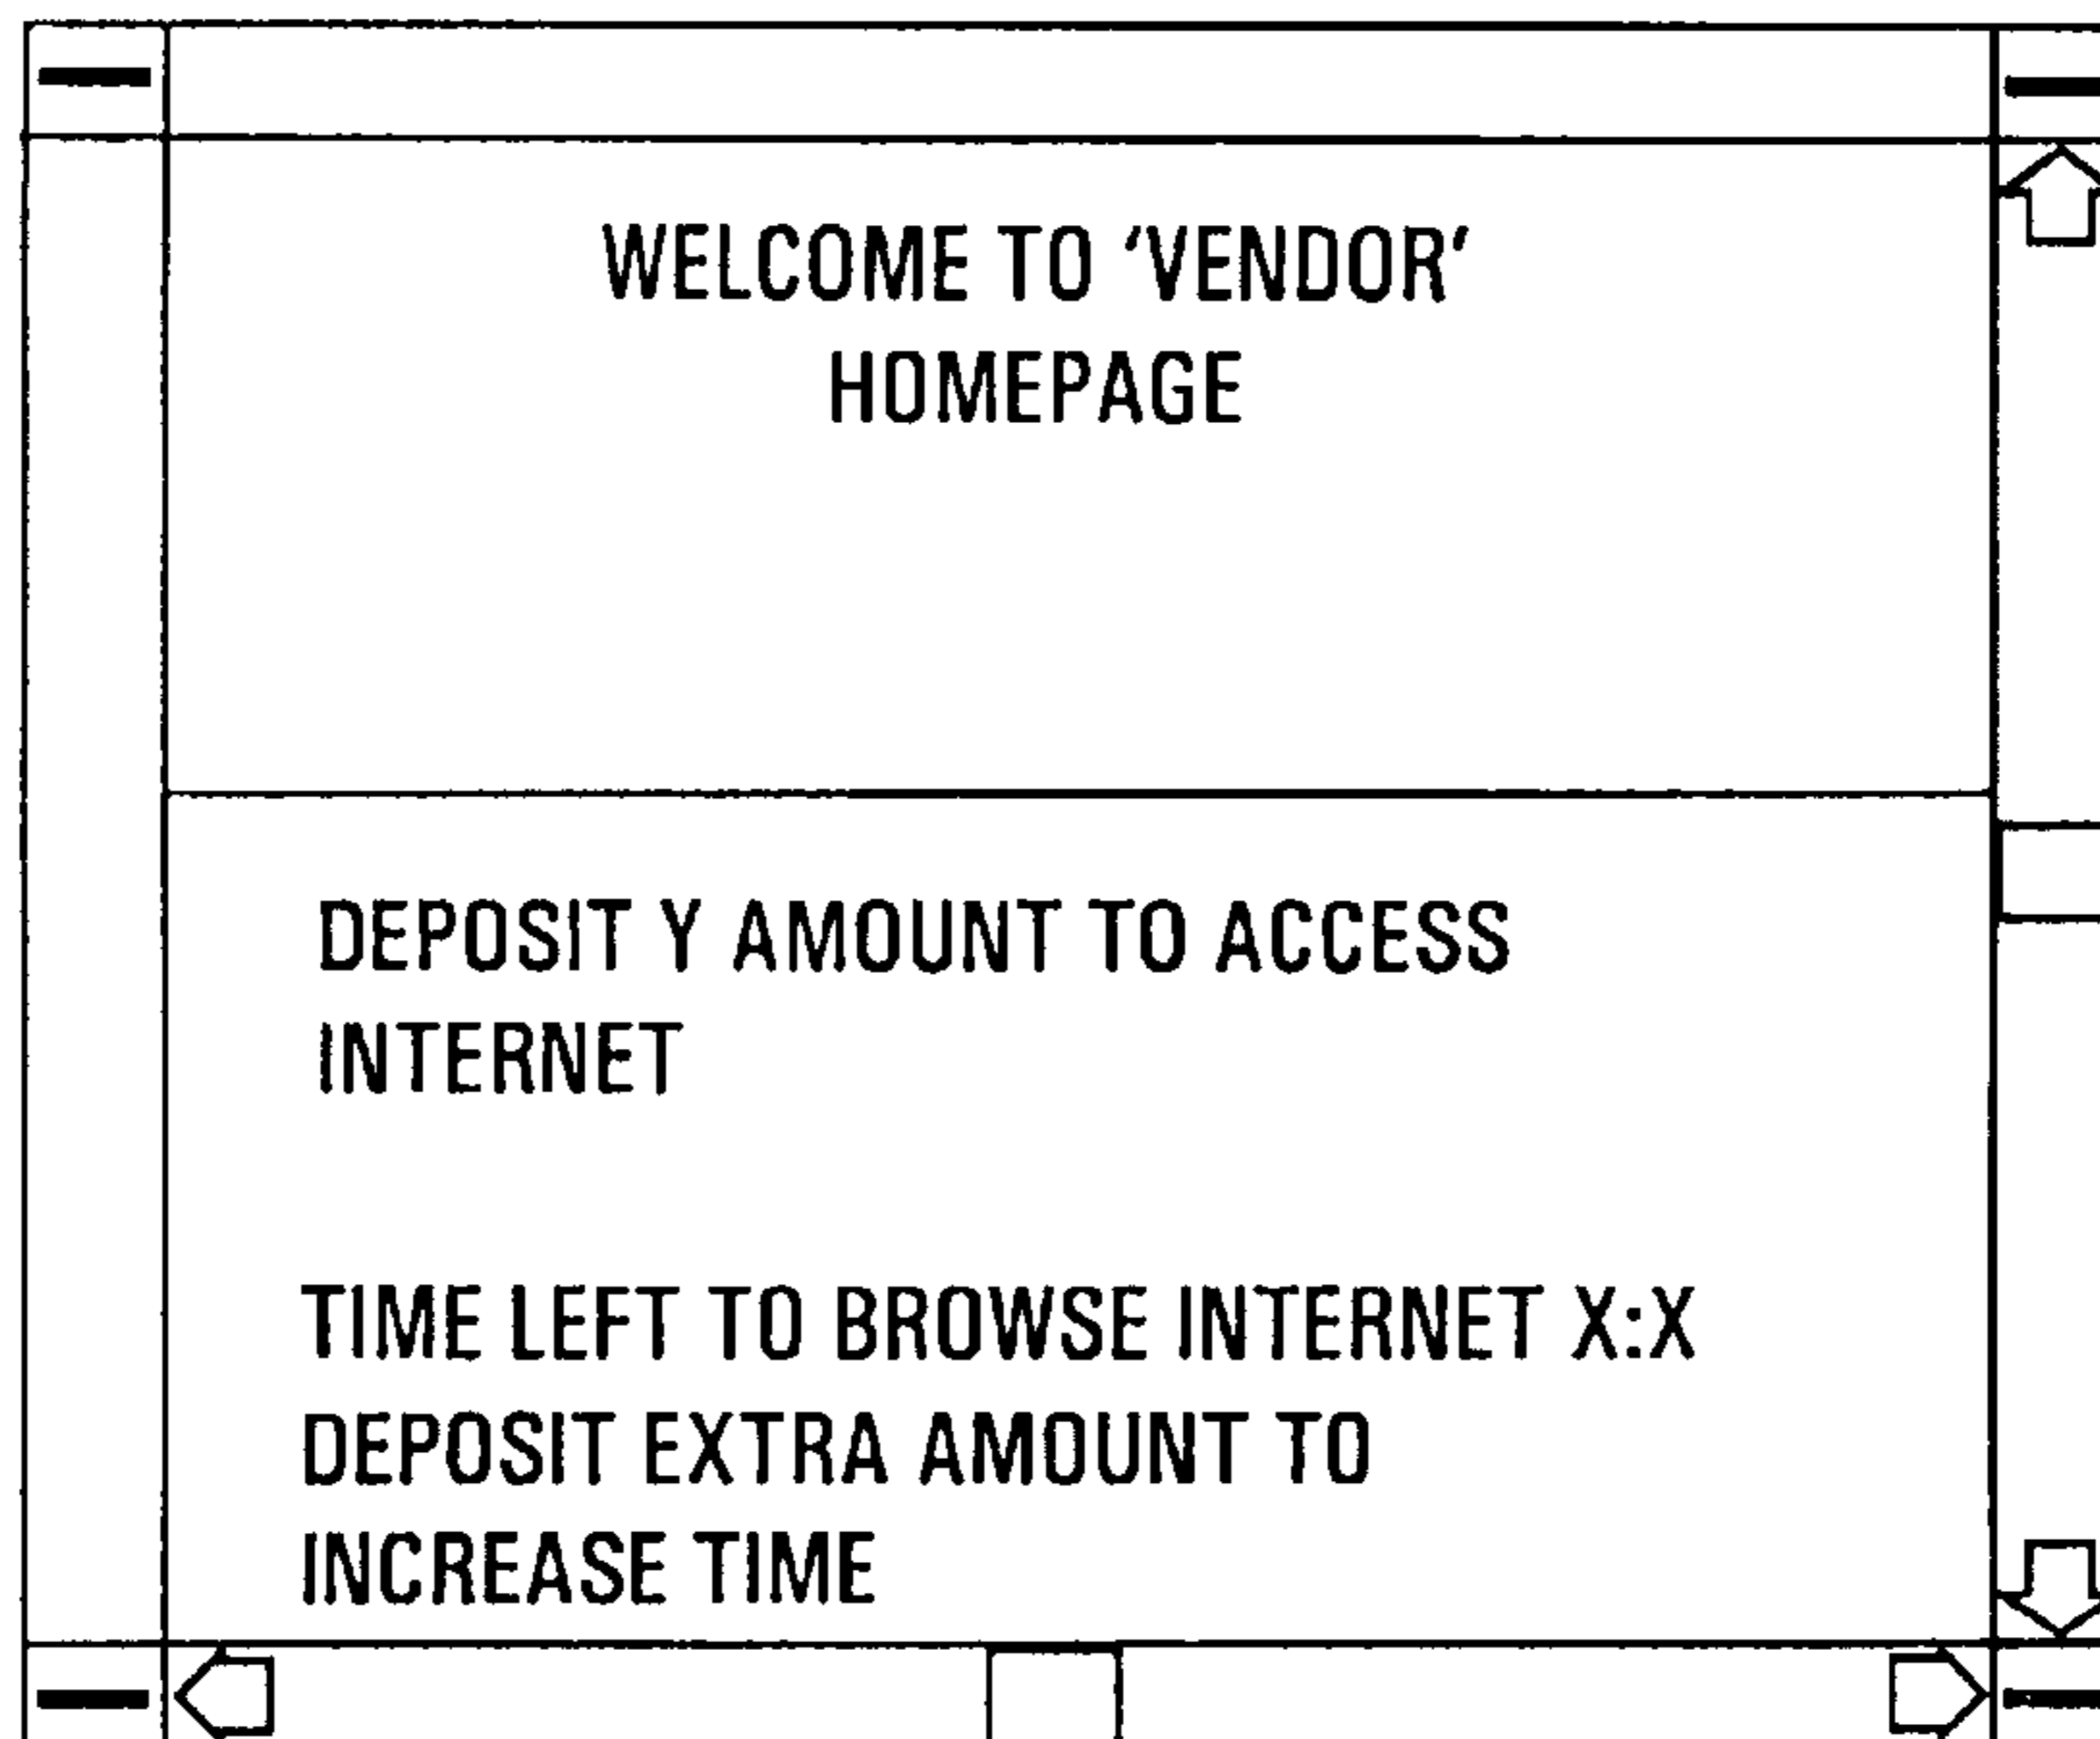 WELCOME TO 'VENDOR'
HOMEPAGE
DEPOSIT Y AMOUNT TO ACCESS
INTERNET
TIME LEFT TO BROWSE INTERNET X:X
DEPOSIT EXTRA AMOUNT TO
INCREASE TIME